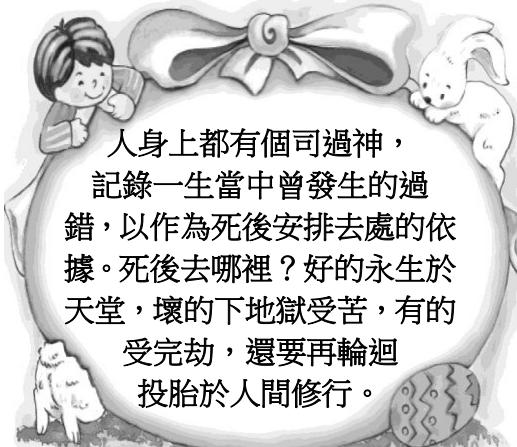 人身上都有個司過神，
記錄一生當中曾發生的過
錯，以作為死後安排去處的依
據。死後去哪裡？好的永生於
天堂，壞的下地獄受苦，有的
受完劫，還要再輪迴
投胎於人間修行。